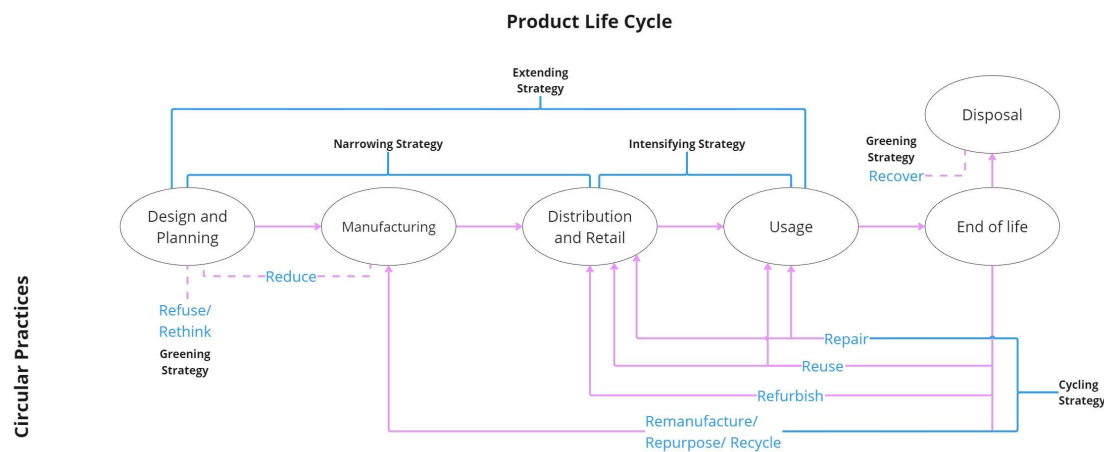 Product Life Cycle
Extending
Strategy
Narrowing Strategy
Intensifying Strategy
Disposal
Greening
Strategy
Recover
Design and
Planning
Manufacturing
Distribution
and Retail
Usage
End of life
Reduce
Refuse/
Rethink
Greening
Strategy
Circular Practices
Repair
Reuse
Refurbish
Cycling
Strategy
Remanufacture/
Repurpose/ Recycle